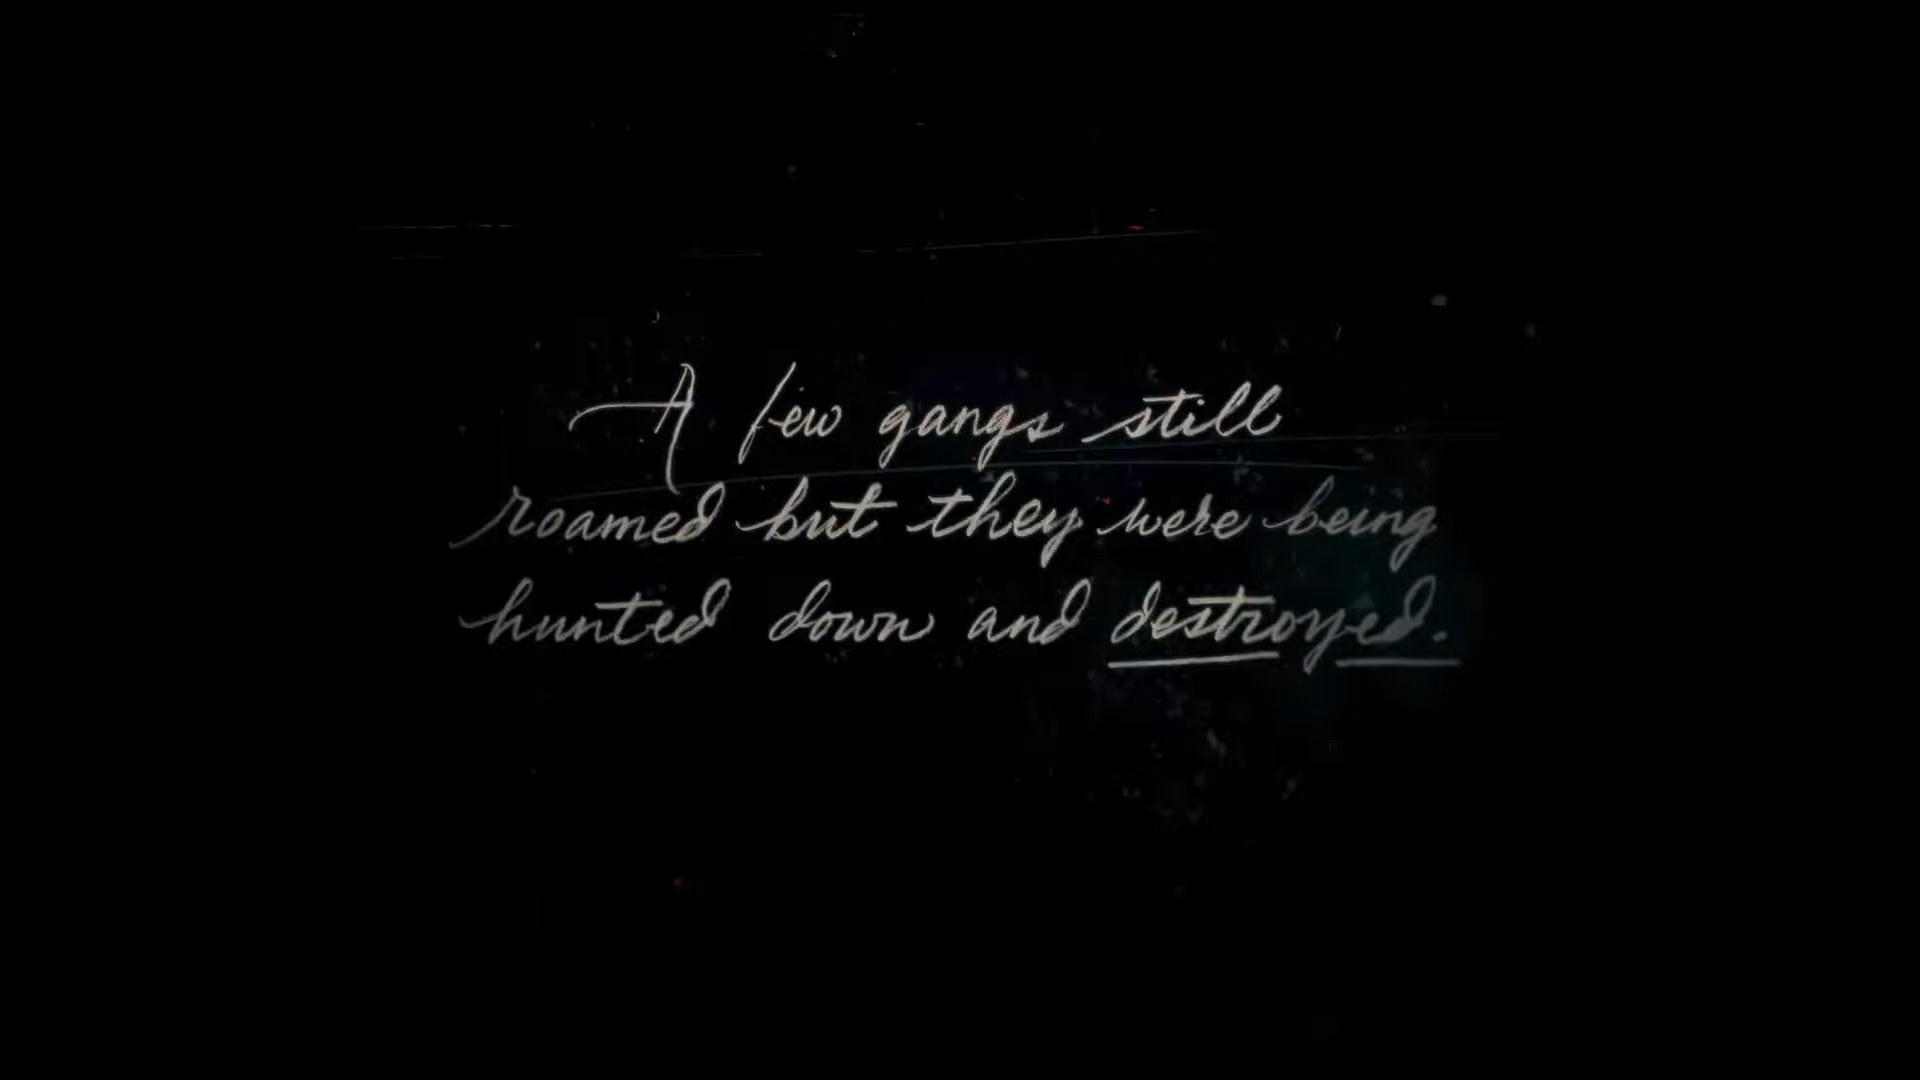 A few gangs still
roamed but they were being
hunted down and destroyed.